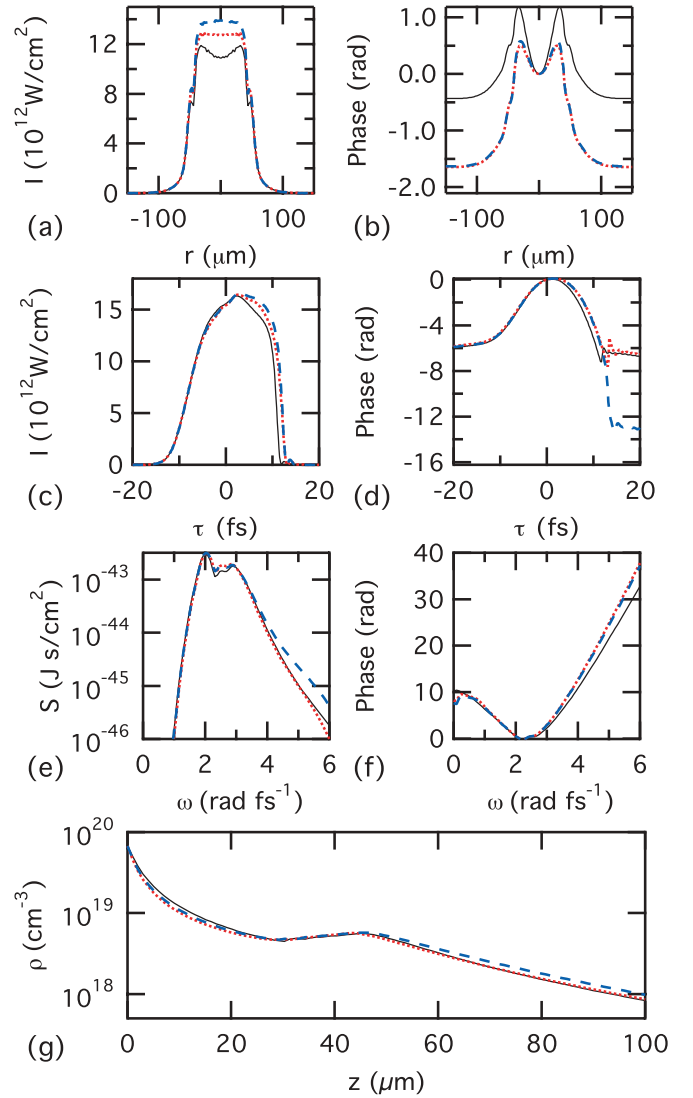 12
8
4
0
I (10^12 W/cm^2)
-100
100
r (μm)
(a)
0.0
-1.0
-2.0
Phase (rad)
-100
100
r (μm)
(b)
15
10
5
0
I (10^12 W/cm^2)
-20
0
20
τ (fs)
(c)
0
-4
-8
-12
-16
Phase (rad)
-20
0
20
τ (fs)
(d)
10^-43
10^-44
10^-45
10^-46
S (J s/cm^2)
0
2
4
6
ω (rad fs^-1)
(e)
40
30
20
10
0
Phase (rad)
0
2
4
6
ω (rad fs^-1)
(f)
10^20
10^19
10^18
ρ (cm^-3)
0
20
40
60
80
100
z (μm)
(g)